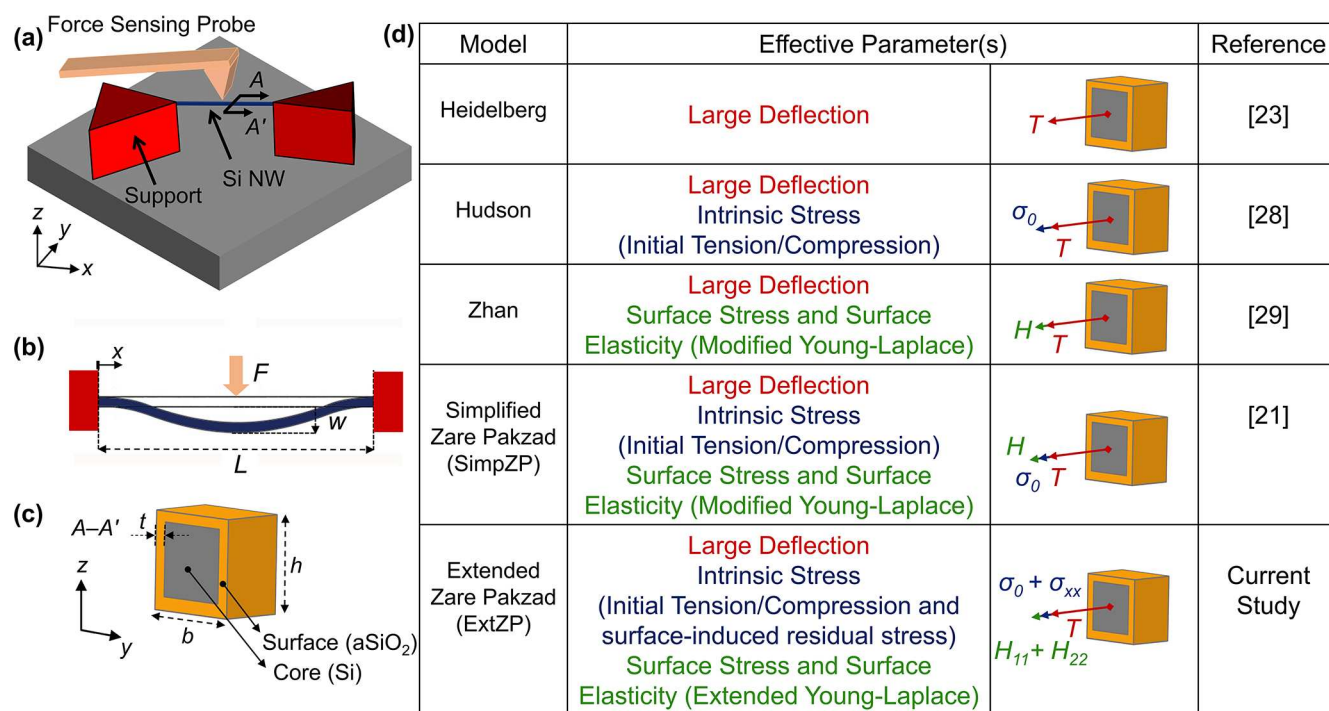 (a)
Force Sensing Probe
A
A'
Si NW
Support
z
y
x
(b)
x
F
w
L
(c)
A–A'
t
z
y
h
b
Surface (aSiO₂)
Core (Si)
(d)
Model
Effective Parameter(s)
Reference
Heidelberg
Large Deflection
T
[23]
Hudson
Large Deflection
Intrinsic Stress
(Initial Tension/Compression)
σ₀
T
[28]
Zhan
Large Deflection
Surface Stress and Surface
Elasticity (Modified Young-Laplace)
H
T
[29]
Simplified
Zare Pakzad
(SimpZP)
Large Deflection
Intrinsic Stress
(Initial Tension/Compression)
Surface Stress and Surface
Elasticity (Modified Young-Laplace)
H
σ₀ T
[21]
Extended
Zare Pakzad
(ExtZP)
Large Deflection
Intrinsic Stress
(Initial Tension/Compression and
surface-induced residual stress)
Surface Stress and Surface
Elasticity (Extended Young-Laplace)
σ₀ + σₓₓ
T
H₁₁ + H₂₂
Current
Study